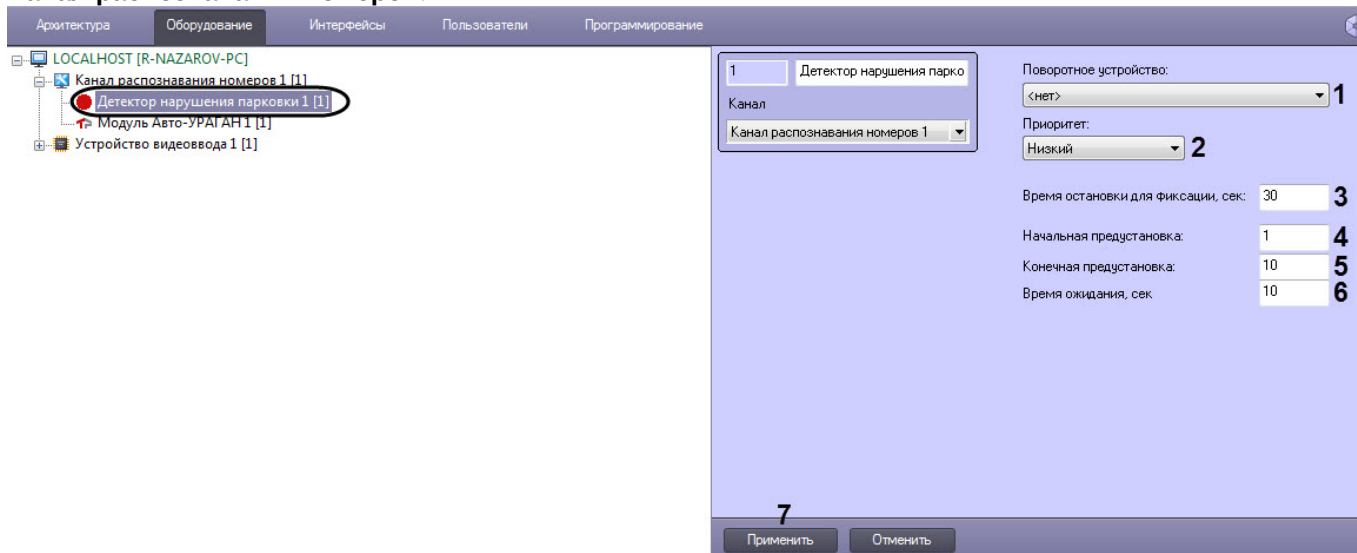 Архитектура Оборудование Интерфейсы Пользователи Программирование
LOCALHOST [R-NAZAROV-PC]
Канал распознавания номеров 1 [1]
Детектор нарушения парковки 1 [1]
Модуль Авто-УРАГАН 1 [1]
Устройство видеоввода 1 [1]
1 Детектор нарушения парко
Канал
Канал распознавания номеров 1
Поворотное устройство:
<нет> 1
Приоритет:
Низкий 2
Время остановки для фиксации, сек: 30 3
Начальная предустановка: 1 4
Конечная предустановка: 10 5
Время ожидания, сек 10 6
7
Применить Отменить